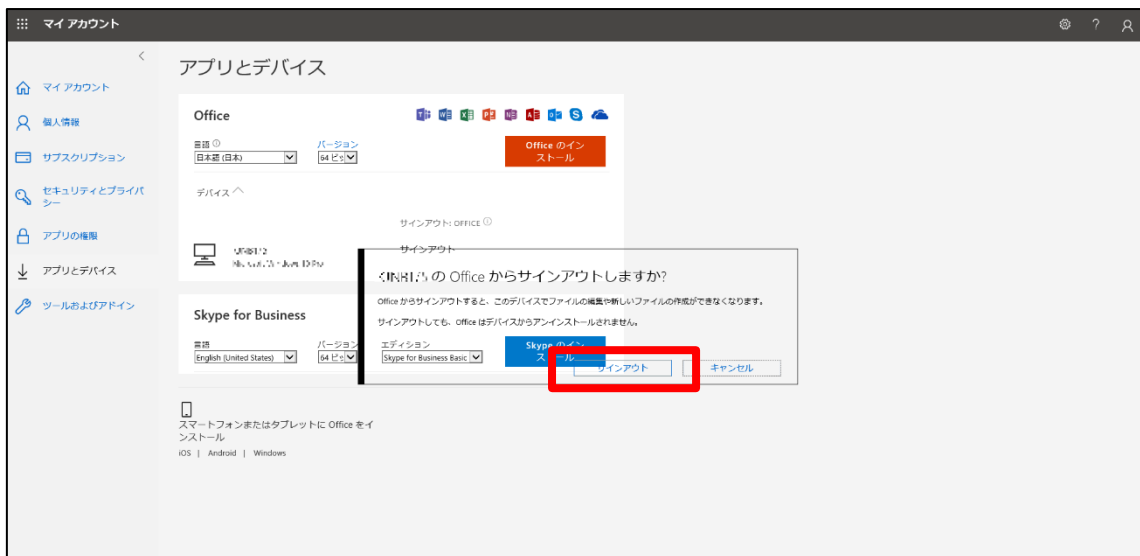 マイ アカウント
?
アプリとデバイス
マイ アカウント
個人情報
サブスクリプション
セキュリティとプライバ
シー
アプリの権限
アプリとデバイス
ツールおよびアドイン
Office
言語
バージョン
日本語 (日本)
64 ビッ
Office のイン
ストール
デバイス
サインアウト: OFFICE
サインアウト
の Office からサインアウトしますか?
Office からサインアウトすると、このデバイスでファイルの編集や新しいファイルの作成ができなくなります。
サインアウトしても、Office はデバイスからアンインストールされません。
サインアウト
キャンセル
Skype for Business
言語
バージョン
エディション
English (United States)
64 ビッ
Skype for Business Basic
Skype のイン
ストール
スマートフォンまたはタブレットに Office をイ
ンストール
iOS | Android | Windows